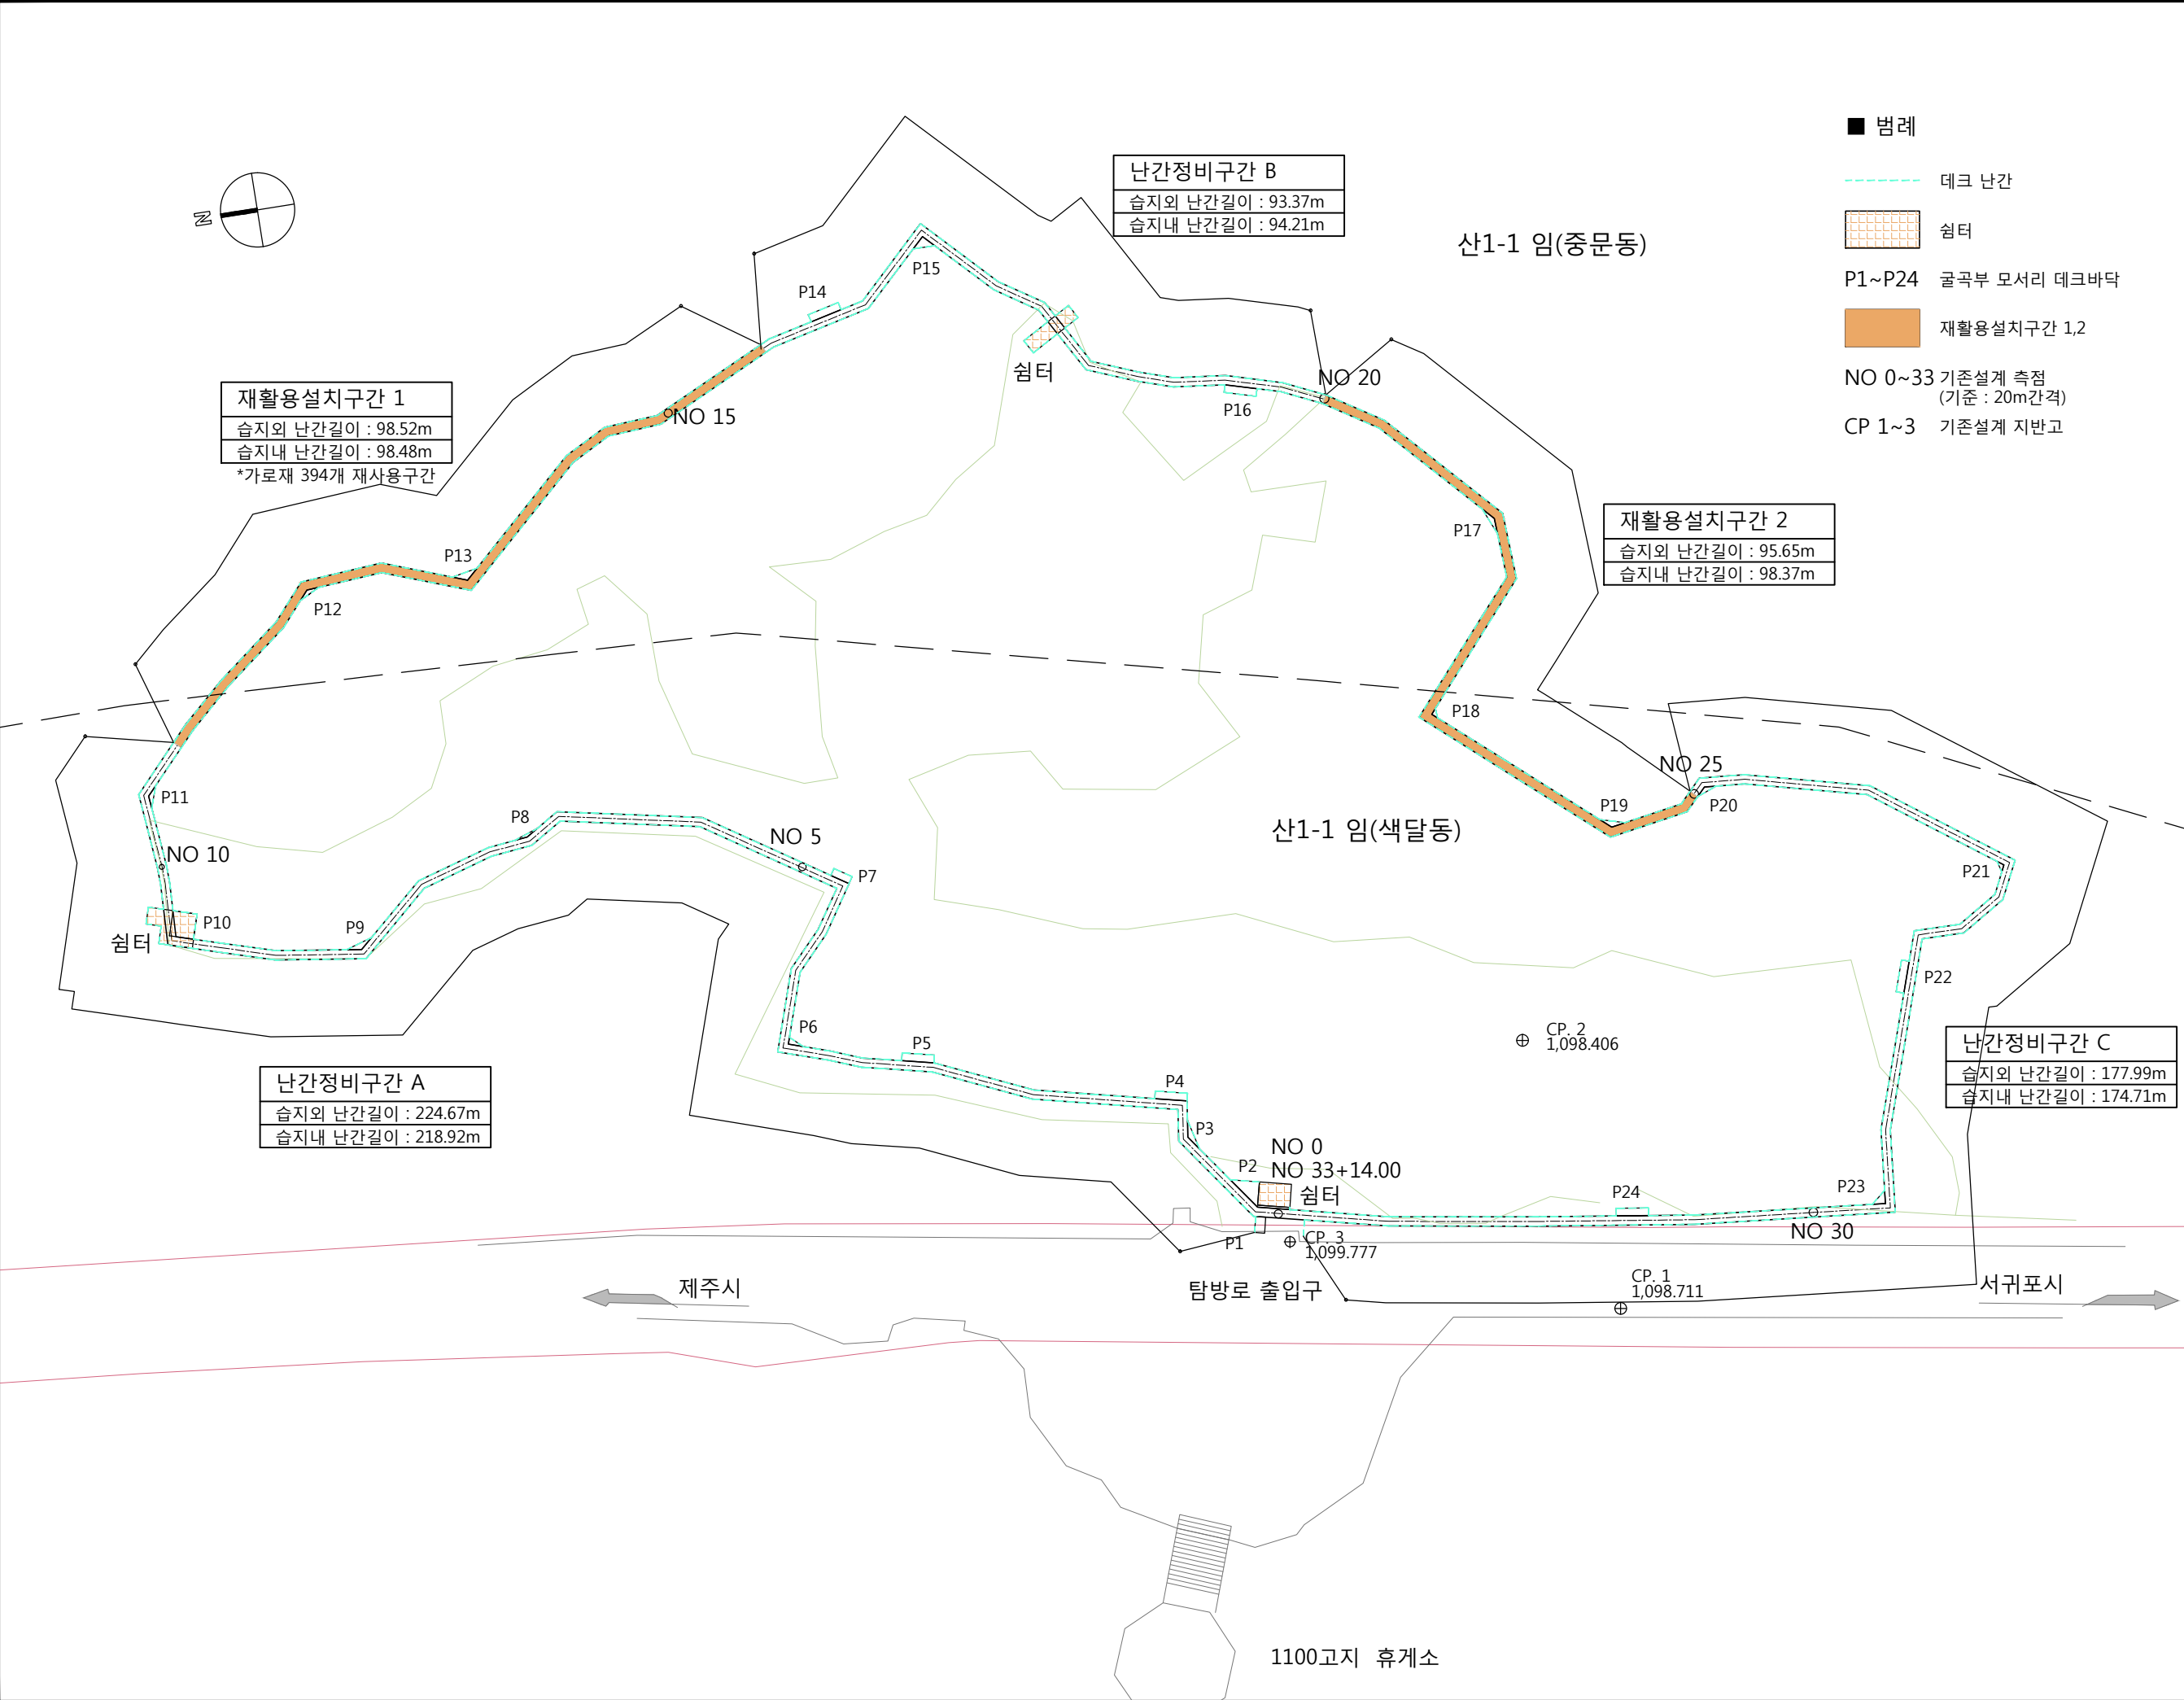 ■ 범례
데크 난간
쉼터
P1~P24 굴곡부 모서리 데크바닥
재활용설치구간 1,2
NO 0~33 기존설계 측점
(기준 : 20m간격)
CP 1~3 기존설계 지반고
난간정비구간 B
습지외 난간길이 : 93.37m
습지내 난간길이 : 94.21m
산1-1 임(중문동)
N
P15
P14
쉼터
NO 20
P16
재활용설치구간 1
습지외 난간길이 : 98.52m
습지내 난간길이 : 98.48m
*가로재 394개 재사용구간
NO 15
P17
재활용설치구간 2
습지외 난간길이 : 95.65m
습지내 난간길이 : 98.37m
P13
P12
P18
NO 25
P11
P19
P20
P8
NO 5
산1-1 임(색달동)
NO 10
P7
P21
P10
P9
쉼터
P22
P6
P5
CP. 2
1,098.406
난간정비구간 C
습지외 난간길이 : 177.99m
습지내 난간길이 : 174.71m
난간정비구간 A
습지외 난간길이 : 224.67m
습지내 난간길이 : 218.92m
P4
P3
NO 0
NO 33+14.00
P2
쉼터
P24
P23
NO 30
P1
CP. 3
1,099.777
제주시
탐방로 출입구
CP. 1
1,098.711
서귀포시
1100고지 휴게소